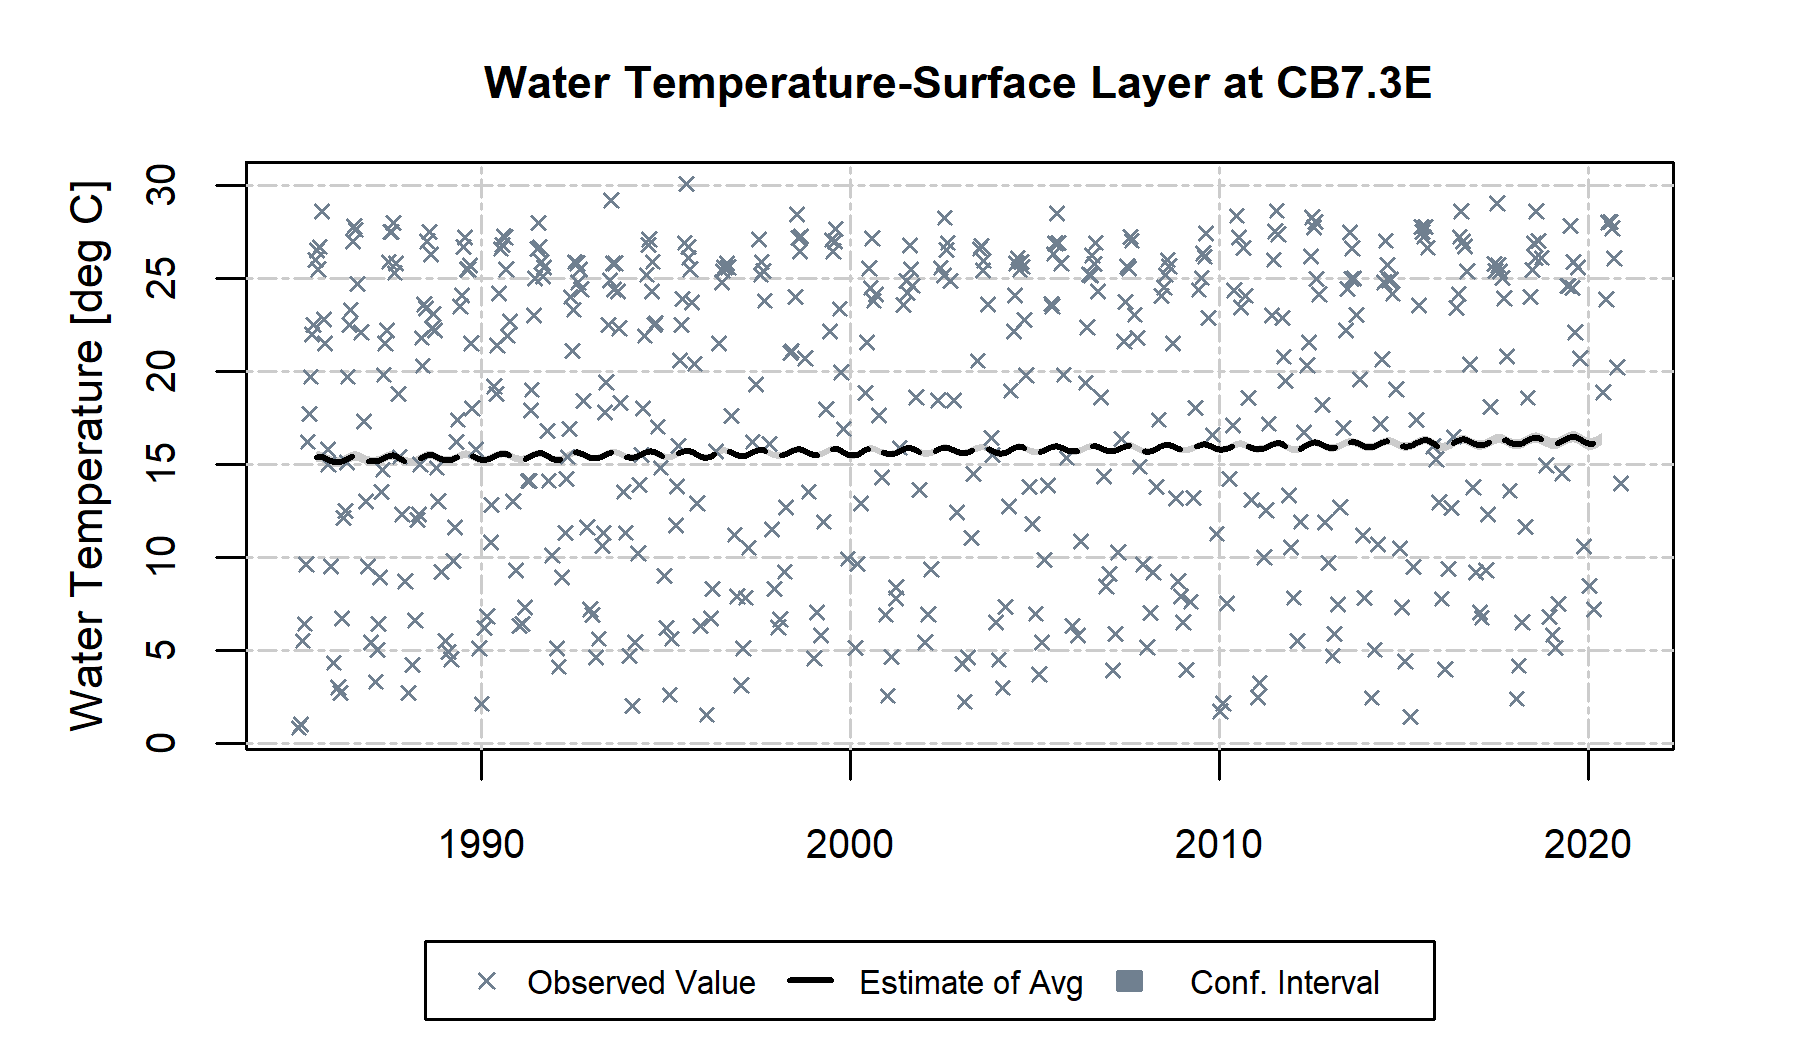 Water Temperature-Surface Layer at CB7.3E
Water Temperature [deg C]
30
25
20
15
10
5
0
1990 2000 2010 2020
Observed Value Estimate of Avg Conf. Interval